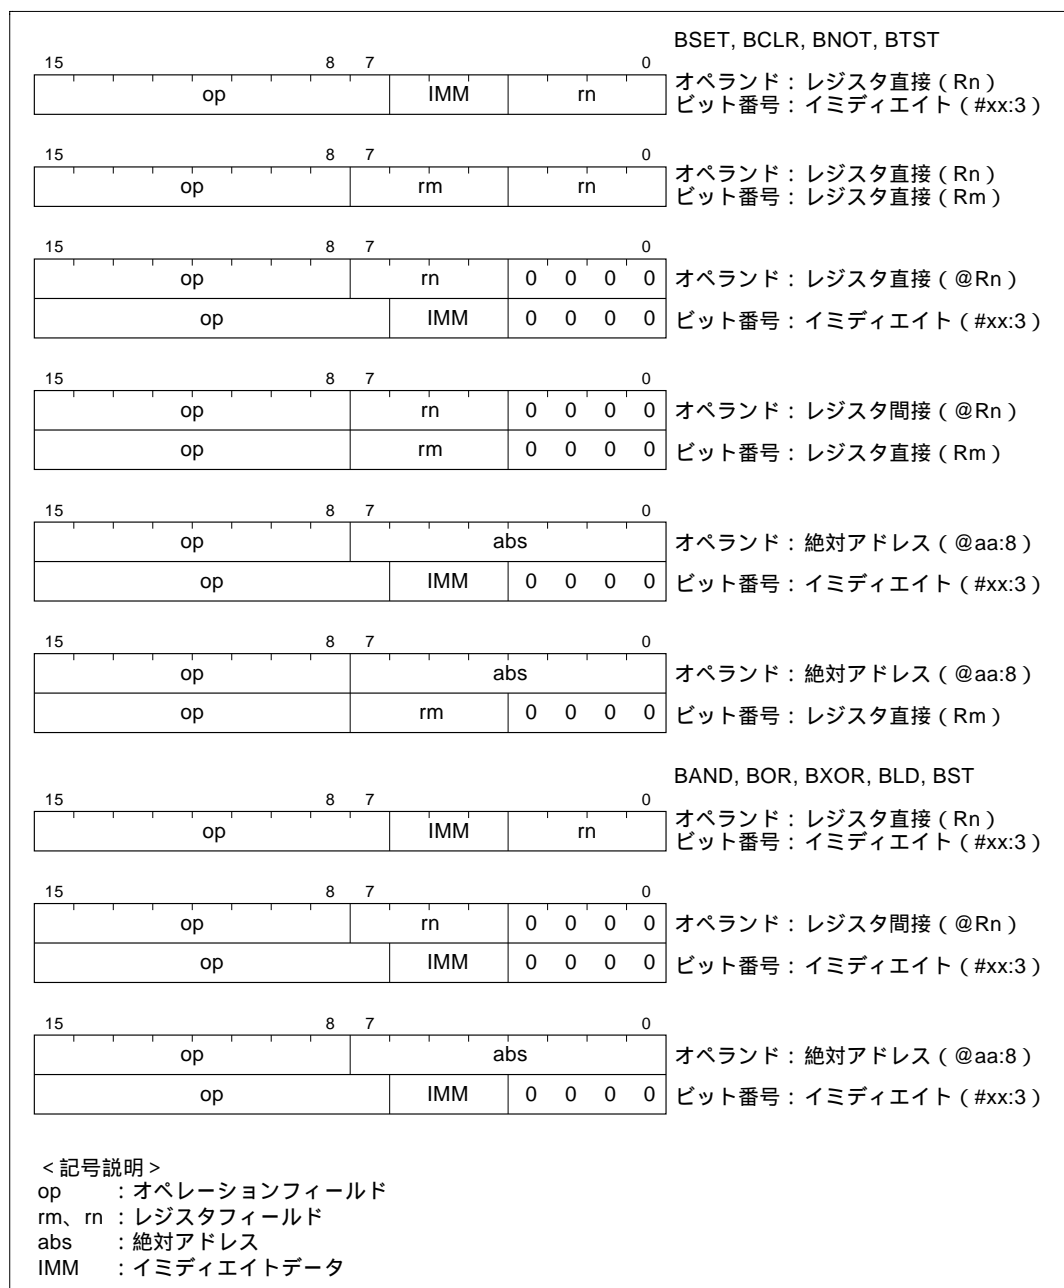 BSET, BCLR, BNOT, BTST
15 8 7 0
op IMM rn オペランド：レジスタ直接（Rn）
ビット番号：イミディエイト（#xx:3）
15 8 7 0
op rm rn オペランド：レジスタ直接（Rn）
ビット番号：レジスタ直接（Rm）
15 8 7 0
op rn 0 0 0 0 オペランド：レジスタ直接（@Rn）
op IMM 0 0 0 0 ビット番号：イミディエイト（#xx:3）
15 8 7 0
op rn 0 0 0 0 オペランド：レジスタ間接（@Rn）
op rm 0 0 0 0 ビット番号：レジスタ直接（Rm）
15 8 7 0
op abs オペランド：絶対アドレス（@aa:8）
op IMM 0 0 0 0 ビット番号：イミディエイト（#xx:3）
15 8 7 0
op abs オペランド：絶対アドレス（@aa:8）
op rm 0 0 0 0 ビット番号：レジスタ直接（Rm）
BAND, BOR, BXOR, BLD, BST
15 8 7 0
op IMM rn オペランド：レジスタ直接（Rn）
ビット番号：イミディエイト（#xx:3）
15 8 7 0
op rn 0 0 0 0 オペランド：レジスタ間接（@Rn）
op IMM 0 0 0 0 ビット番号：イミディエイト（#xx:3）
15 8 7 0
op abs オペランド：絶対アドレス（@aa:8）
op IMM 0 0 0 0 ビット番号：イミディエイト（#xx:3）
＜記号説明＞
op ：オペレーションフィールド
rm、rn ：レジスタフィールド
abs ：絶対アドレス
IMM ：イミディエイトデータ